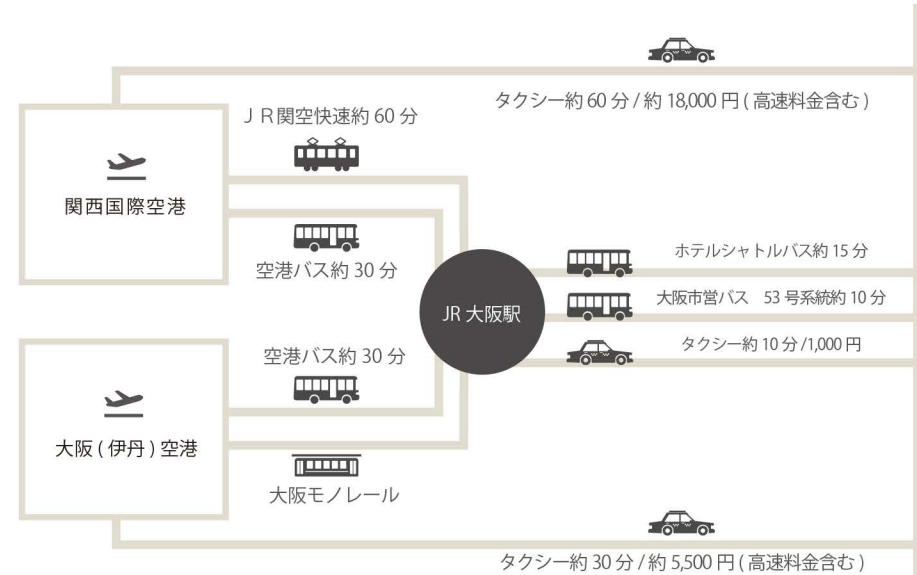 タクシー約 60 分 / 約 18,000 円 ( 高速料金含む )
ＪＲ関空快速約 60 分
関西国際空港
空港バス約 30 分
ホテルシャトルバス約 15 分
大阪市営バス　53 号系統約 10 分
JR 大阪駅
タクシー約 10 分 /1,000 円
空港バス約 30 分
大阪 ( 伊丹 ) 空港
大阪モノレール
タクシー約 30 分 / 約 5,500 円 ( 高速料金含む )